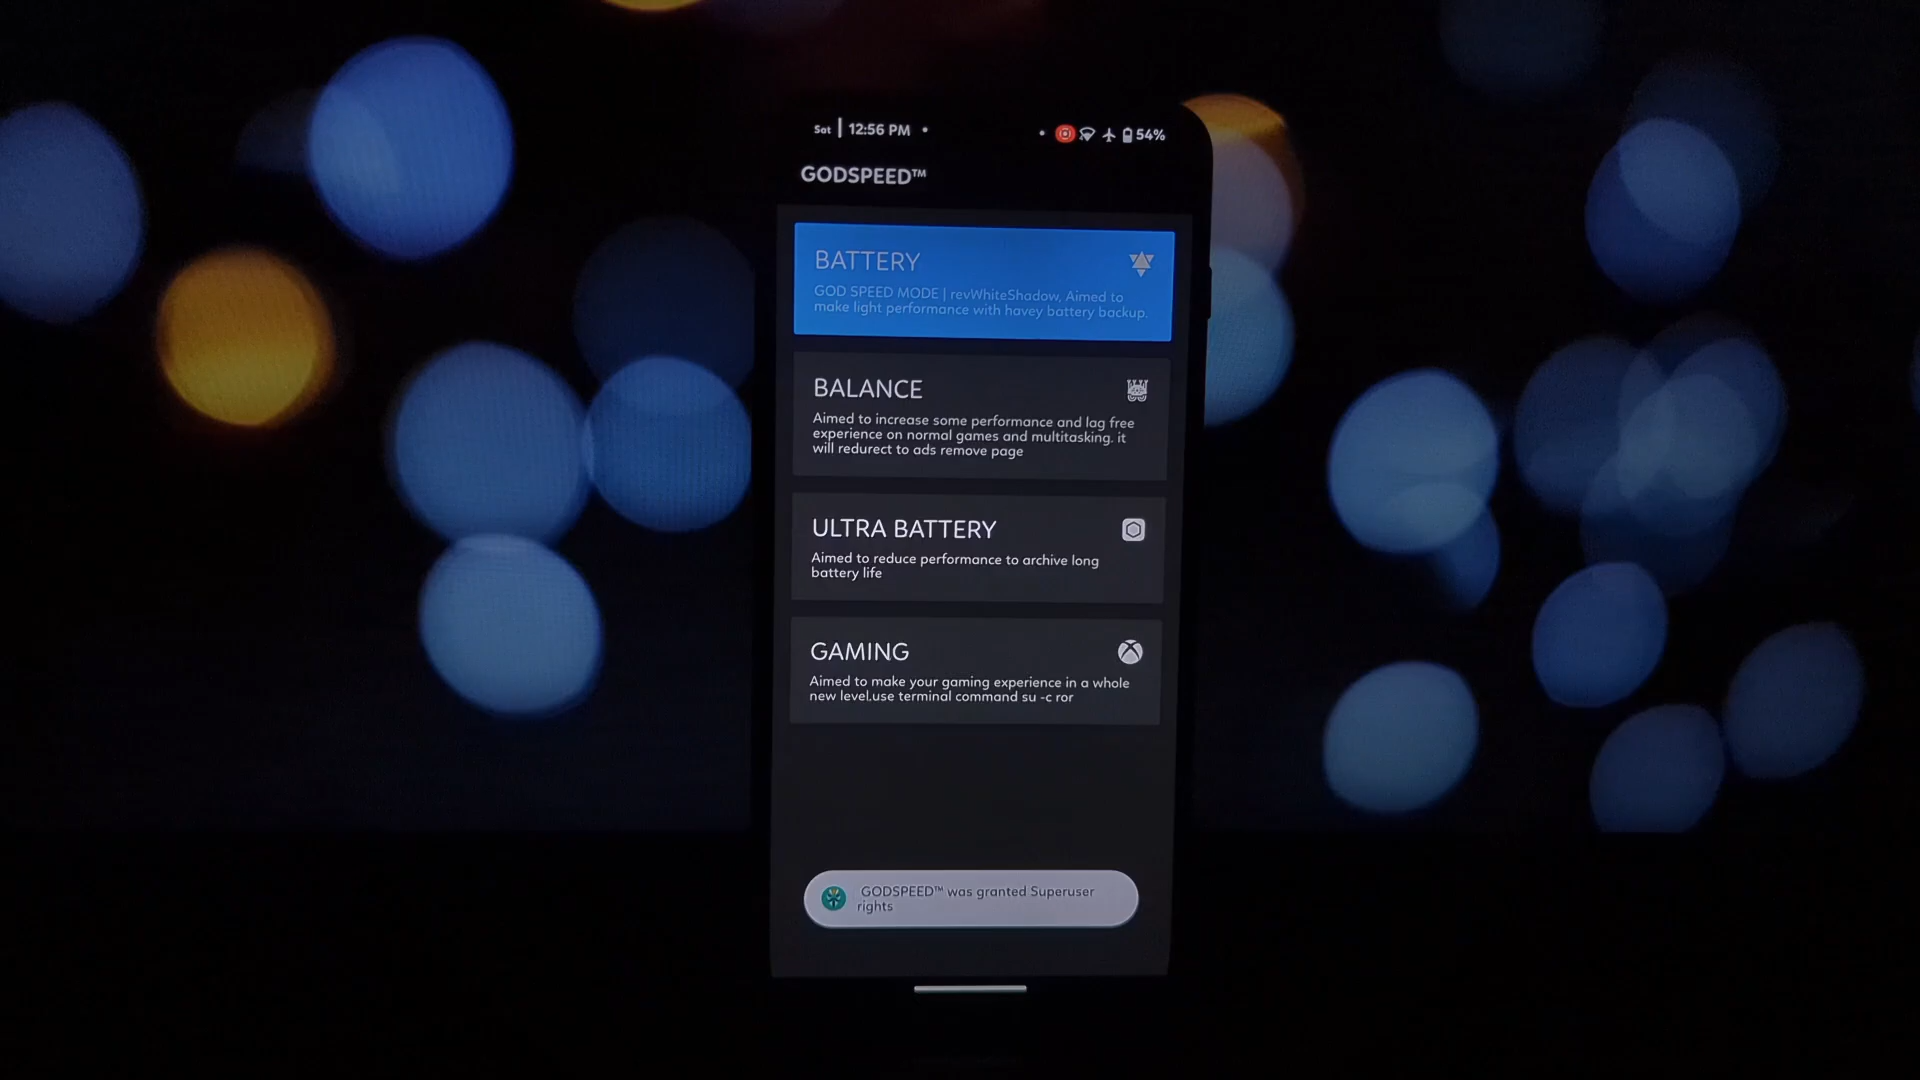 Sat | 12:56 PM •
• 54%
GODSPEED™
BATTERY
GOD SPEED MODE | revWhiteShadow, Aimed to
make light performance with havey battery backup.
BALANCE
Aimed to increase some performance and lag free
experience on normal games and multitasking. it
will redurect to ads remove page
ULTRA BATTERY
Aimed to reduce performance to archive long
battery life
GAMING
Aimed to make your gaming experience in a whole
new level.use terminal command su -c ror
GODSPEED™ was granted Superuser
rights